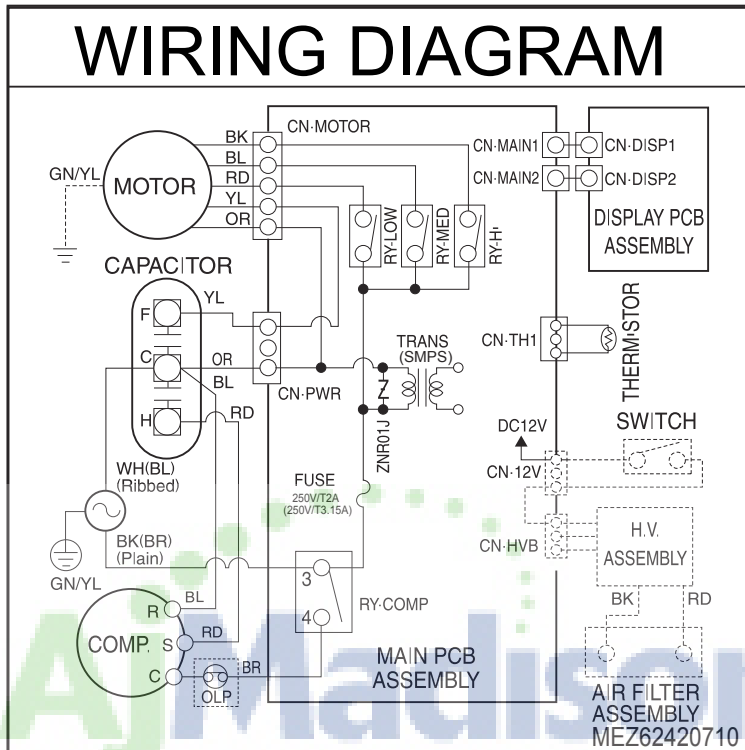 WIRING DIAGRAM
BK
BL
RD
YL
OR
GN/YL
MOTOR
CN-MOTOR
CN-MAIN1
CN-DISP1
CN-MAIN2
CN-DISP2
DISPLAY PCB
ASSEMBLY
RY-LOW
RY-MED
RY-HI
CAPACITOR
F
YL
C
OR
BL
H
RD
CN-PWR
TRANS
(SMPS)
ZNR01J
CN-TH1
THERMISTOR
DC12V
SWITCH
CN-12V
WH(BL)
(Ribbed)
FUSE
250V/T2A
(250V/T3.15A)
BK(BR)
(Plain)
GN/YL
CN-HVB
H.V.
ASSEMBLY
BK
RD
3
4
RY-COMP
COMP.
R
BL
S
RD
C
OLP
BR
MAIN PCB
ASSEMBLY
AIR FILTER
ASSEMBLY
MEZ62420710
AjMadison